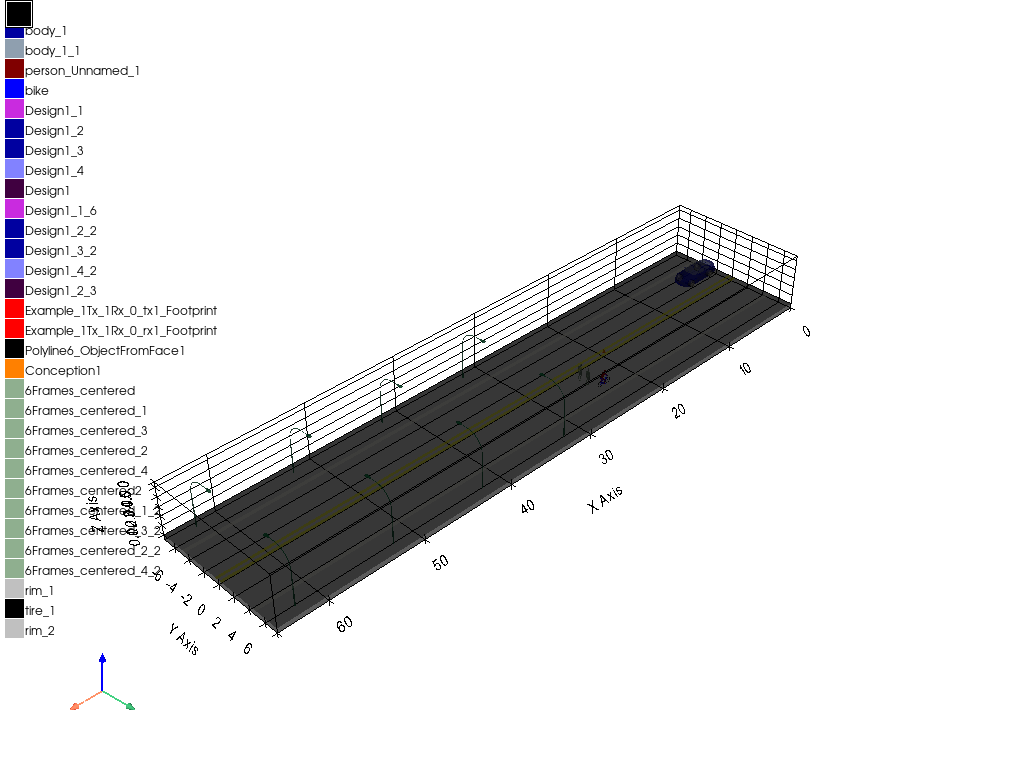 body_1
body_1_1
person_Unnamed_1
bike
Design1_1
Design1_2
Design1_3
Design1_4
Design1
Design1_1_6
Design1_2_2
Design1_3_2
Design1_4_2
Design1_2_3
Example_1Tx_1Rx_0_tx1_Footprint
Example_1Tx_1Rx_0_rx1_Footprint
Polyline6_ObjectFromFace1
Conception1
6Frames_centered
6Frames_centered_1
6Frames_centered_3
6Frames_centered_2
6Frames_centered_4
6Frames_centered_2
6Frames_centered_1_2
6Frames_centered_3_2
6Frames_centered_2_2
6Frames_centered_4_2
rim_1
tire_1
rim_2
0
10
20
30
40
50
60
X Axis
-6
-4
-2
0
2
4
6
Y Axis
Z Axis